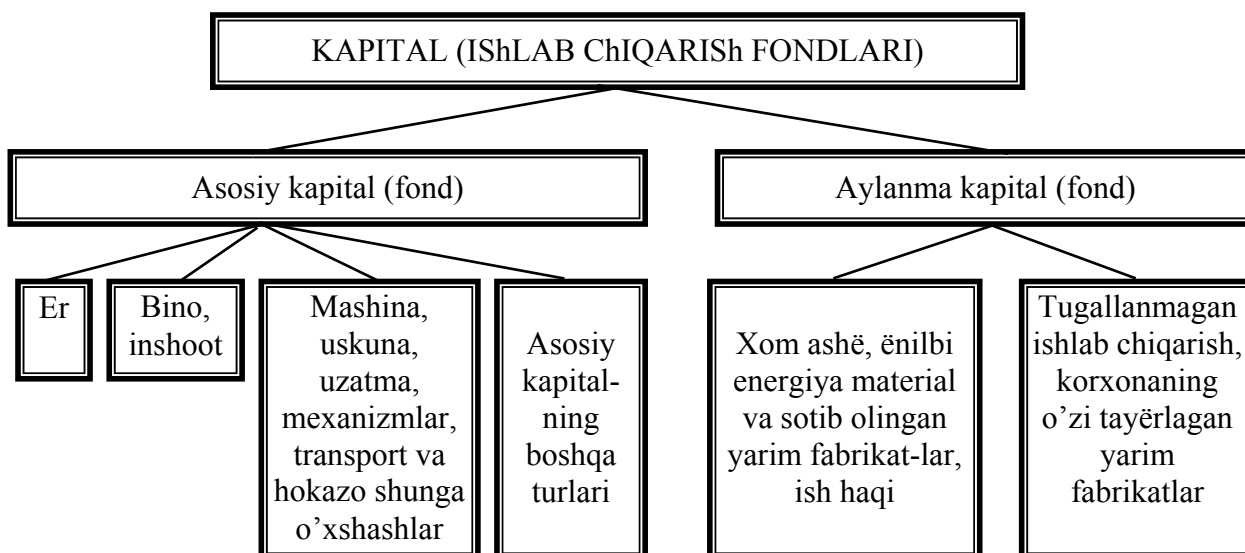 KAPITAL (IShLAB ChIQARISh FONDLARI)
Asosiy kapital (fond)
Aylanma kapital (fond)
Er
Bino,
inshoot
Mashina,
uskuna,
uzatma,
mexanizmlar,
transport va
hokazo shunga
o’xshashlar
Asosiy
kapital-
ning
boshqa
turlari
Xom ashë, ënilbi
energiya material
va sotib olingan
yarim fabrikat-lar,
ish haqi
Tugallanmagan
ishlab chiqarish,
korxonaning
o’zi tayërlagan
yarim
fabrikatlar